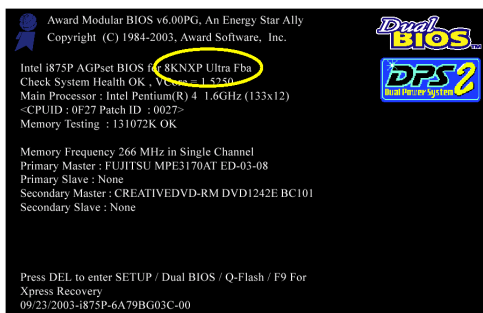 Award Modular BIOS v6.00PG, An Energy Star Ally
Copyright (C) 1984-2003, Award Software, Inc.
Dual
BIOS
TM
Intel i875P AGPset BIOS for 8KNXP Ultra Fba
Check System Health OK , VCore = 1.5250
Main Processor : Intel Pentium(R) 4 1.6GHz (133x12)
<CPUID : 0F27 Patch ID : 0027>
Memory Testing : 131072K OK
DPS2
Dual Power System
Memory Frequency 266 MHz in Single Channel
Primary Master : FUJITSU MPE3170AT ED-03-08
Primary Slave : None
Secondary Master : CREATIVEDVD-RM DVD1242E BC101
Secondary Slave : None
Press DEL to enter SETUP / Dual BIOS / Q-Flash / F9 For
Xpress Recovery
09/23/2003-i875P-6A79BG03C-00